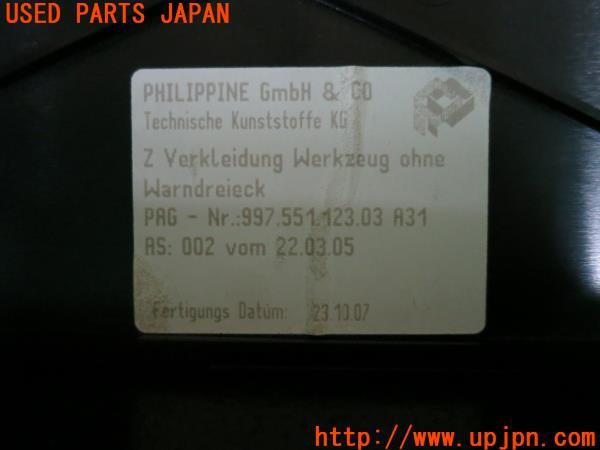 USED PARTS JAPAN
PHILIPPINE GmbH & CO
Technische Kunststoffe KG
Z Verkleidung Werkzeug ohne
Warndreieck
PAG - Nr.:997.551.123.03 A31
AS: 002 vom 22.03.05
Fertigungs Datum: 23.10.07
UPJ
http://www.upjpn.com/